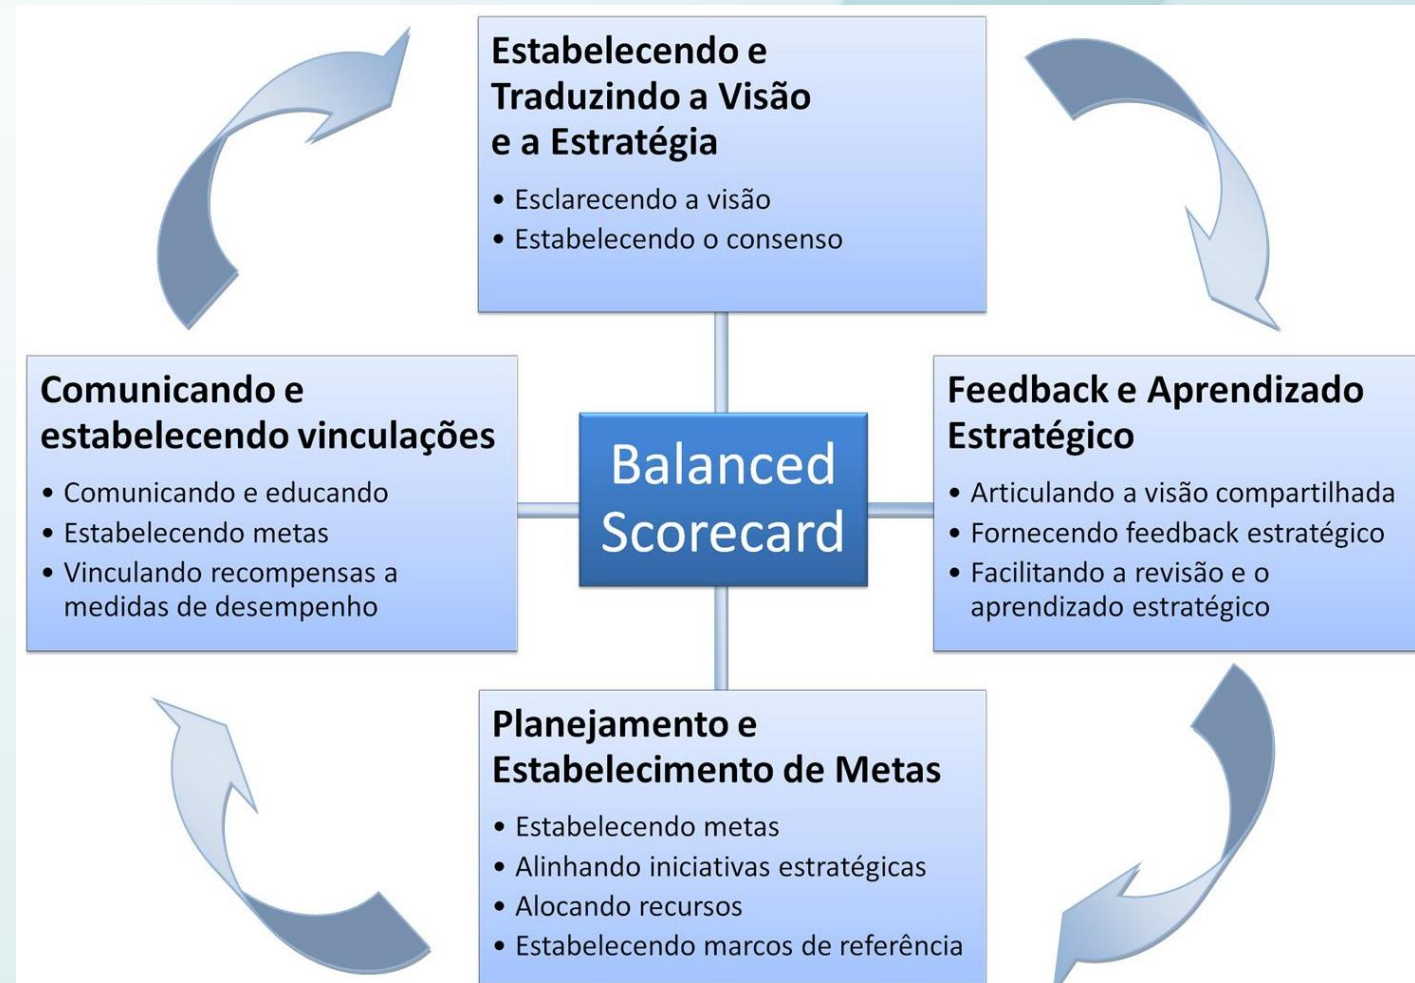 Estabelecendo e
Traduzindo a Visão
e a Estratégia
• Esclarecendo a visão
• Estabelecendo o consenso
Comunicando e
estabelecendo vinculações
• Comunicando e educando
• Estabelecendo metas
• Vinculando recompensas a
medidas de desempenho
Balanced
Scorecard
Feedback e Aprendizado
Estratégico
• Articulando a visão compartilhada
• Fornecendo feedback estratégico
• Facilitando a revisão e o
aprendizado estratégico
Planejamento e
Estabelecimento de Metas
• Estabelecendo metas
• Alinhando iniciativas estratégicas
• Alocando recursos
• Estabelecendo marcos de referência